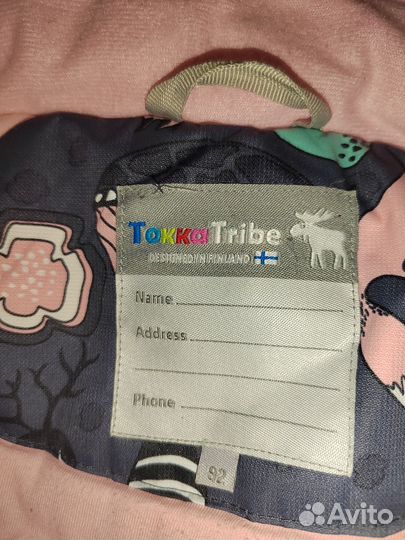 TokkaTribe
DESIGNED IN FINLAND
Name
Address
Phone
92
Avito